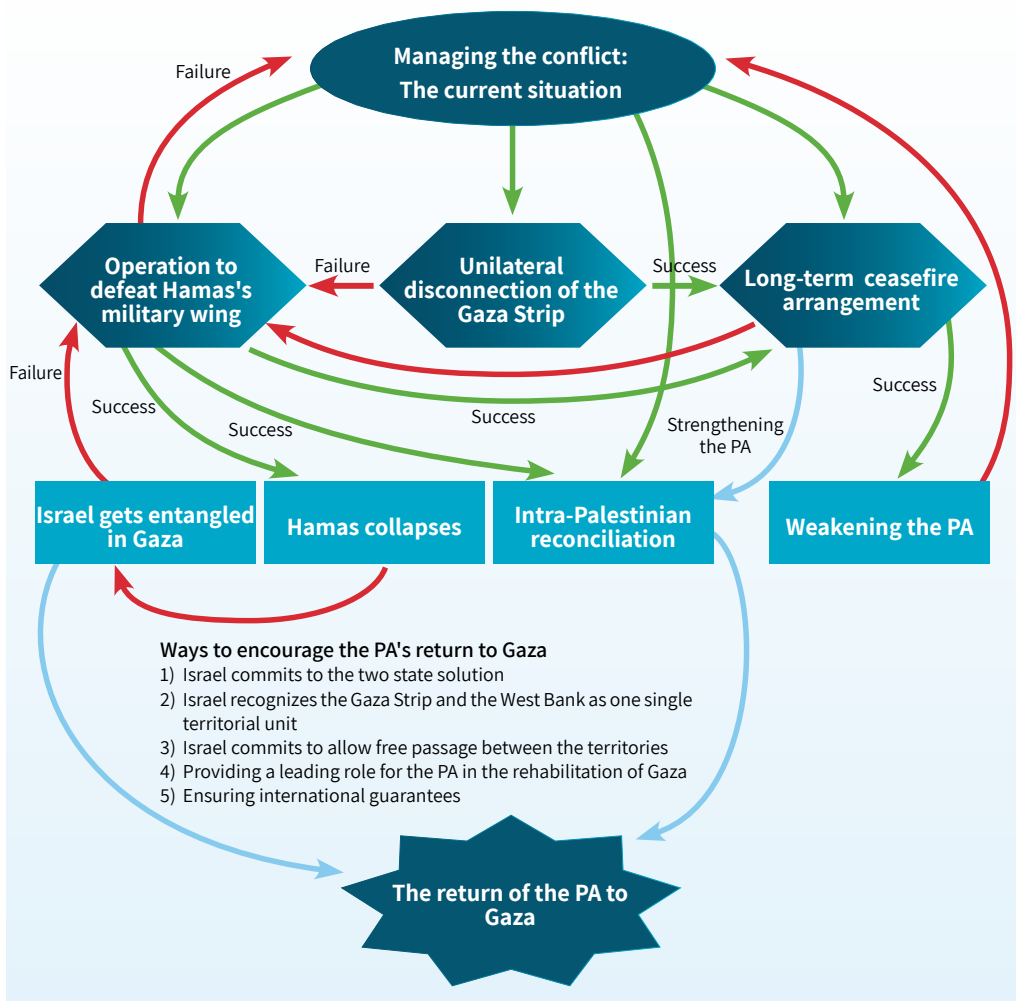 Managing the conflict:
The current situation
Failure
Operation to
defeat Hamas's
military wing
Failure
Unilateral
disconnection of the
Gaza Strip
Success
Long-term ceasefire
arrangement
Failure
Success
Success
Success
Strengthening
the PA
Success
Israel gets entangled
in Gaza
Hamas collapses
Intra-Palestinian
reconciliation
Weakening the PA
Ways to encourage the PA's return to Gaza
1) Israel commits to the two state solution
2) Israel recognizes the Gaza Strip and the West Bank as one single
territorial unit
3) Israel commits to allow free passage between the territories
4) Providing a leading role for the PA in the rehabilitation of Gaza
5) Ensuring international guarantees
The return of the PA to
Gaza